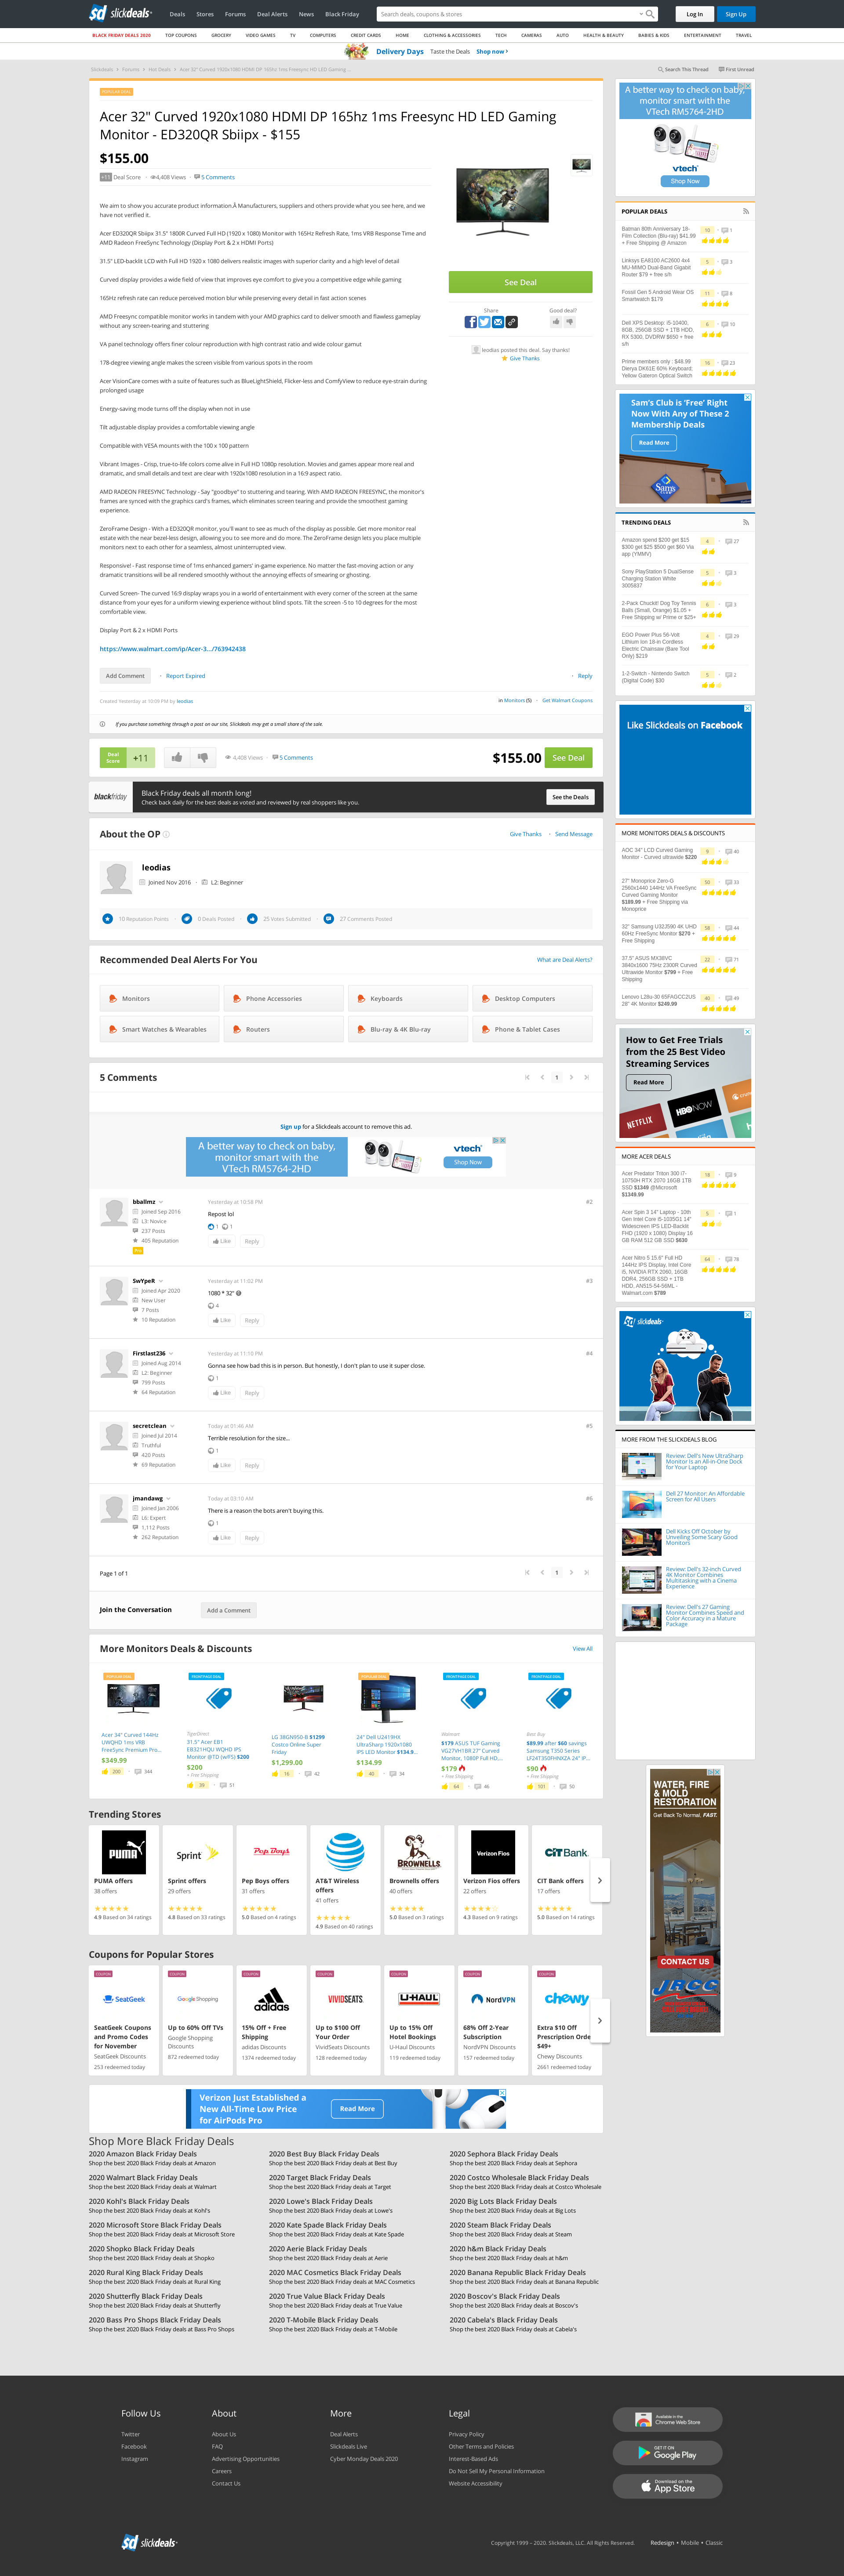 slickdeals
Deals Stores Forums Deal Alerts News Black Friday
Search deals, coupons & stores
Log In Sign Up
BLACK FRIDAY DEALS 2020 TOP COUPONS GROCERY VIDEO GAMES TV COMPUTERS CREDIT CARDS HOME CLOTHING & ACCESSORIES TECH CAMERAS AUTO HEALTH & BEAUTY BABIES & KIDS ENTERTAINMENT TRAVEL
Delivery Days Taste the Deals Shop now ›
Slickdeals Forums Hot Deals Acer 32" Curved 1920x1080 HDMI DP 165hz 1ms Freesync HD LED Gaming ...
Search This Thread First Unread
POPULAR DEAL
Acer 32" Curved 1920x1080 HDMI DP 165hz 1ms Freesync HD LED Gaming
Monitor - ED320QR Sbiipx - $155
$155.00
+11 Deal Score 4,408 Views 5 Comments
We aim to show you accurate product information.Â Manufacturers, suppliers and others provide what you see here, and we
have not verified it.
Acer ED320QR Sbiipx 31.5" 1800R Curved Full HD (1920 x 1080) Monitor with 165Hz Refresh Rate, 1ms VRB Response Time and
AMD Radeon FreeSync Technology (Display Port & 2 x HDMI Ports)
31.5" LED-backlit LCD with Full HD 1920 x 1080 delivers realistic images with superior clarity and a high level of detail
Curved display provides a wide field of view that improves eye comfort to give you a competitive edge while gaming
165Hz refresh rate can reduce perceived motion blur while preserving every detail in fast action scenes
AMD Freesync compatible monitor works in tandem with your AMD graphics card to deliver smooth and flawless gameplay
without any screen-tearing and stuttering
VA panel technology offers finer colour reproduction with high contrast ratio and wide colour gamut
178-degree viewing angle makes the screen visible from various spots in the room
Acer VisionCare comes with a suite of features such as BlueLightShield, Flicker-less and ComfyView to reduce eye-strain during
prolonged usage
Energy-saving mode turns off the display when not in use
Tilt adjustable display provides a comfortable viewing angle
Compatible with VESA mounts with the 100 x 100 pattern
Vibrant Images - Crisp, true-to-life colors come alive on Full HD 1080p resolution. Movies and games appear more real and
dramatic, and small details and text are clear with 1920x1080 resolution in a 16:9 aspect ratio.
AMD RADEON FREESYNC Technology - Say "goodbye" to stuttering and tearing. With AMD RADEON FREESYNC, the monitor's
frames are synced with the graphics card's frames, which eliminates screen tearing and provide the smoothest gaming
experience.
ZeroFrame Design - With a ED320QR monitor, you'll want to see as much of the display as possible. Get more monitor real
estate with the near bezel-less design, allowing you to see more and do more. The ZeroFrame design lets you place multiple
monitors next to each other for a seamless, almost uninterrupted view.
Responsive! - Fast response time of 1ms enhanced gamers' in-game experience. No matter the fast-moving action or any
dramatic transitions will be all rendered smoothly without the annoying effects of smearing or ghosting.
Curved Screen- The curved 16:9 display wraps you in a world of entertainment with every corner of the screen at the same
distance from your eyes for a uniform viewing experience without blind spots. Tilt the screen -5 to 10 degrees for the most
comfortable view.
Display Port & 2 x HDMI Ports
https://www.walmart.com/ip/Acer-3.../763942438
See Deal
Share
Good deal?
leodias posted this deal. Say thanks!
Give Thanks
Add Comment Report Expired Reply
Created Yesterday at 10:09 PM by leodias
in Monitors (5) Get Walmart Coupons
If you purchase something through a post on our site, Slickdeals may get a small share of the sale.
Deal Score +11 4,408 Views 5 Comments $155.00 See Deal
blackfriday
Black Friday deals all month long!
Check back daily for the best deals as voted and reviewed by real shoppers like you.
See the Deals
About the OP
Give Thanks Send Message
leodias
Joined Nov 2016 L2: Beginner
10 Reputation Points 0 Deals Posted 25 Votes Submitted 27 Comments Posted
Recommended Deal Alerts For You
What are Deal Alerts?
Monitors Phone Accessories Keyboards Desktop Computers
Smart Watches & Wearables Routers Blu-ray & 4K Blu-ray Phone & Tablet Cases
5 Comments
1
Sign up for a Slickdeals account to remove this ad.
A better way to check on baby,
monitor smart with the
VTech RM5764-2HD
vtech
Shop Now
bballmz
Joined Sep 2016
L3: Novice
237 Posts
405 Reputation
Pro
Yesterday at 10:58 PM #2
Repost lol
1 1
Like Reply
SwYpeR
Joined Apr 2020
New User
7 Posts
10 Reputation
Yesterday at 11:02 PM #3
1080 * 32"
4
Like Reply
Firstlast236
Joined Aug 2014
L2: Beginner
799 Posts
64 Reputation
Yesterday at 11:10 PM #4
Gonna see how bad this is in person. But honestly, I don't plan to use it super close.
1
Like Reply
secretclean
Joined Jul 2014
Truthful
420 Posts
69 Reputation
Today at 01:46 AM #5
Terrible resolution for the size...
1
Like Reply
jmandawg
Joined Jan 2006
L6: Expert
1,112 Posts
262 Reputation
Today at 03:10 AM #6
There is a reason the bots aren't buying this.
1
Like Reply
Page 1 of 1
1
Join the Conversation Add a Comment
More Monitors Deals & Discounts
View All
POPULAR DEAL
Acer 34" Curved 144Hz
UWQHD 1ms VRB
FreeSync Premium Pro...
$349.99
200 344
FRONTPAGE DEAL
TigerDirect
31.5" Acer EB1
EB321HQU WQHD IPS
Monitor @TD (w/FS) $200
$200
+ Free Shipping
38 51
LG 38GN950-B $1299
Costco Online Super
Friday
$1,299.00
16 42
POPULAR DEAL
24" Dell U2419HX
UltraSharp 1920x1080
IPS LED Monitor $134.9...
$134.99
40 34
FRONTPAGE DEAL
Walmart
$179 ASUS TUF Gaming
VG27VH1BR 27" Curved
Monitor, 1080P Full HD,...
$179
+ Free Shipping
64 46
FRONTPAGE DEAL
Best Buy
$89.99 after $60 savings
Samsung T350 Series
LF24T350FHNXZA 24" IP...
$90
+ Free Shipping
101 50
Trending Stores
PUMA offers
38 offers
4.9 Based on 34 ratings
Sprint offers
29 offers
4.8 Based on 33 ratings
Pep Boys offers
31 offers
5.0 Based on 4 ratings
AT&T Wireless
offers
41 offers
4.9 Based on 40 ratings
Brownells offers
40 offers
5.0 Based on 3 ratings
Verizon Fios offers
22 offers
4.3 Based on 9 ratings
CIT Bank offers
17 offers
5.0 Based on 14 ratings
Coupons for Popular Stores
COUPON
SeatGeek
SeatGeek Coupons
and Promo Codes
for November
SeatGeek Discounts
253 redeemed today
COUPON
Google Shopping
Up to 60% Off TVs
Google Shopping
Discounts
872 redeemed today
COUPON
adidas
15% Off + Free
Shipping
adidas Discounts
1374 redeemed today
COUPON
VIVIDSEATS
Up to $100 Off
Your Order
VividSeats Discounts
128 redeemed today
COUPON
U-HAUL
Up to 15% Off
Hotel Bookings
U-Haul Discounts
119 redeemed today
COUPON
NordVPN
68% Off 2-Year
Subscription
NordVPN Discounts
157 redeemed today
COUPON
chewy
Extra $10 Off
Prescription Orde
$49+
Chewy Discounts
2661 redeemed today
Verizon Just Established a
New All-Time Low Price
for AirPods Pro
Read More
Shop More Black Friday Deals
2020 Amazon Black Friday Deals
Shop the best 2020 Black Friday deals at Amazon
2020 Best Buy Black Friday Deals
Shop the best 2020 Black Friday deals at Best Buy
2020 Sephora Black Friday Deals
Shop the best 2020 Black Friday deals at Sephora
2020 Walmart Black Friday Deals
Shop the best 2020 Black Friday deals at Walmart
2020 Target Black Friday Deals
Shop the best 2020 Black Friday deals at Target
2020 Costco Wholesale Black Friday Deals
Shop the best 2020 Black Friday deals at Costco Wholesale
2020 Kohl's Black Friday Deals
Shop the best 2020 Black Friday deals at Kohl's
2020 Lowe's Black Friday Deals
Shop the best 2020 Black Friday deals at Lowe's
2020 Big Lots Black Friday Deals
Shop the best 2020 Black Friday deals at Big Lots
2020 Microsoft Store Black Friday Deals
Shop the best 2020 Black Friday deals at Microsoft Store
2020 Kate Spade Black Friday Deals
Shop the best 2020 Black Friday deals at Kate Spade
2020 Steam Black Friday Deals
Shop the best 2020 Black Friday deals at Steam
2020 Shopko Black Friday Deals
Shop the best 2020 Black Friday deals at Shopko
2020 Aerie Black Friday Deals
Shop the best 2020 Black Friday deals at Aerie
2020 h&m Black Friday Deals
Shop the best 2020 Black Friday deals at h&m
2020 Rural King Black Friday Deals
Shop the best 2020 Black Friday deals at Rural King
2020 MAC Cosmetics Black Friday Deals
Shop the best 2020 Black Friday deals at MAC Cosmetics
2020 Banana Republic Black Friday Deals
Shop the best 2020 Black Friday deals at Banana Republic
2020 Shutterfly Black Friday Deals
Shop the best 2020 Black Friday deals at Shutterfly
2020 True Value Black Friday Deals
Shop the best 2020 Black Friday deals at True Value
2020 Boscov's Black Friday Deals
Shop the best 2020 Black Friday deals at Boscov's
2020 Bass Pro Shops Black Friday Deals
Shop the best 2020 Black Friday deals at Bass Pro Shops
2020 T-Mobile Black Friday Deals
Shop the best 2020 Black Friday deals at T-Mobile
2020 Cabela's Black Friday Deals
Shop the best 2020 Black Friday deals at Cabela's
A better way to check on baby,
monitor smart with the
VTech RM5764-2HD
vtech
Shop Now
POPULAR DEALS
Batman 80th Anniversary 18-
Film Collection (Blu-ray) $41.99
+ Free Shipping @ Amazon
10 1
Linksys EA8100 AC2600 4x4
MU-MIMO Dual-Band Gigabit
Router $79 + free s/h
5 3
Fossil Gen 5 Android Wear OS
Smartwatch $179
11 8
Dell XPS Desktop: i5-10400,
8GB, 256GB SSD + 1TB HDD,
RX 5300, DVDRW $650 + free
s/h
6 10
Prime members only : $48.99
Dierya DK61E 60% Keyboard;
Yellow Gateron Optical Switch
16 23
Sam's Club is 'Free' Right
Now With Any of These 2
Membership Deals
Read More
TRENDING DEALS
Amazon spend $200 get $15
$300 get $25 $500 get $60 Via
app (YMMV)
4 27
Sony PlayStation 5 DualSense
Charging Station White
3005837
5 3
2-Pack Chuckit! Dog Toy Tennis
Balls (Small, Orange) $1.05 +
Free Shipping w/ Prime or $25+
6 3
EGO Power Plus 56-Volt
Lithium Ion 18-in Cordless
Electric Chainsaw (Bare Tool
Only) $219
4 29
1-2-Switch - Nintendo Switch
(Digital Code) $30
5 2
Like Slickdeals on Facebook
MORE MONITORS DEALS & DISCOUNTS
AOC 34" LCD Curved Gaming
Monitor - Curved ultrawide $220
9 40
27" Monoprice Zero-G
2560x1440 144Hz VA FreeSync
Curved Gaming Monitor
$189.99 + Free Shipping via
Monoprice
50 33
32" Samsung U32J590 4K UHD
60Hz FreeSync Monitor $270 +
Free Shipping
58 44
37.5" ASUS MX38VC
3840x1600 75Hz 2300R Curved
Ultrawide Monitor $799 + Free
Shipping
22 71
Lenovo L28u-30 65FAGCC2US
28" 4K Monitor $249.99
40 49
How to Get Free Trials
from the 25 Best Video
Streaming Services
Read More
NETFLIX
HBO NOW
MORE ACER DEALS
Acer Predator Triton 300 i7-
10750H RTX 2070 16GB 1TB
SSD $1349 @Microsoft
$1349.99
18 9
Acer Spin 3 14" Laptop - 10th
Gen Intel Core i5-1035G1 14"
Widescreen IPS LED-Backlit
FHD (1920 x 1080) Display 16
GB RAM 512 GB SSD $630
5 1
Acer Nitro 5 15.6" Full HD
144Hz IPS Display, Intel Core
i5, NVIDIA RTX 2060, 16GB
DDR4, 256GB SSD + 1TB
HDD, AN515-54-56ML -
Walmart.com $789
64 78
slickdeals
MORE FROM THE SLICKDEALS BLOG
Review: Dell's New UltraSharp
Monitor Is an All-in-One Dock
for Your Laptop
Dell 27 Monitor: An Affordable
Screen for All Users
Dell Kicks Off October by
Unveiling Some Scary Good
Monitors
Review: Dell's 32-inch Curved
4K Monitor Combines
Multitasking with a Cinema
Experience
Review: Dell's 27 Gaming
Monitor Combines Speed and
Color Accuracy in a Mature
Package
WATER, FIRE
& MOLD
RESTORATION
Get Back To Normal, FAST.
CONTACT US
JRCC
Follow Us
Twitter
Facebook
Instagram
About
About Us
FAQ
Advertising Opportunities
Careers
Contact Us
More
Deal Alerts
Slickdeals Live
Cyber Monday Deals 2020
Legal
Privacy Policy
Other Terms and Policies
Interest-Based Ads
Do Not Sell My Personal Information
Website Accessibility
Available in the
Chrome Web Store
GET IT ON
Google Play
Download on the
App Store
slickdeals
Copyright 1999 – 2020. Slickdeals, LLC. All Rights Reserved. Redesign • Mobile • Classic